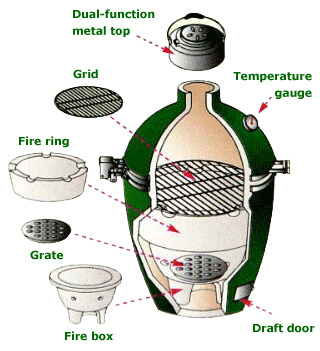 Dual-function
metal top
Grid
Temperature
gauge
Fire ring
Grate
Fire box
Draft door